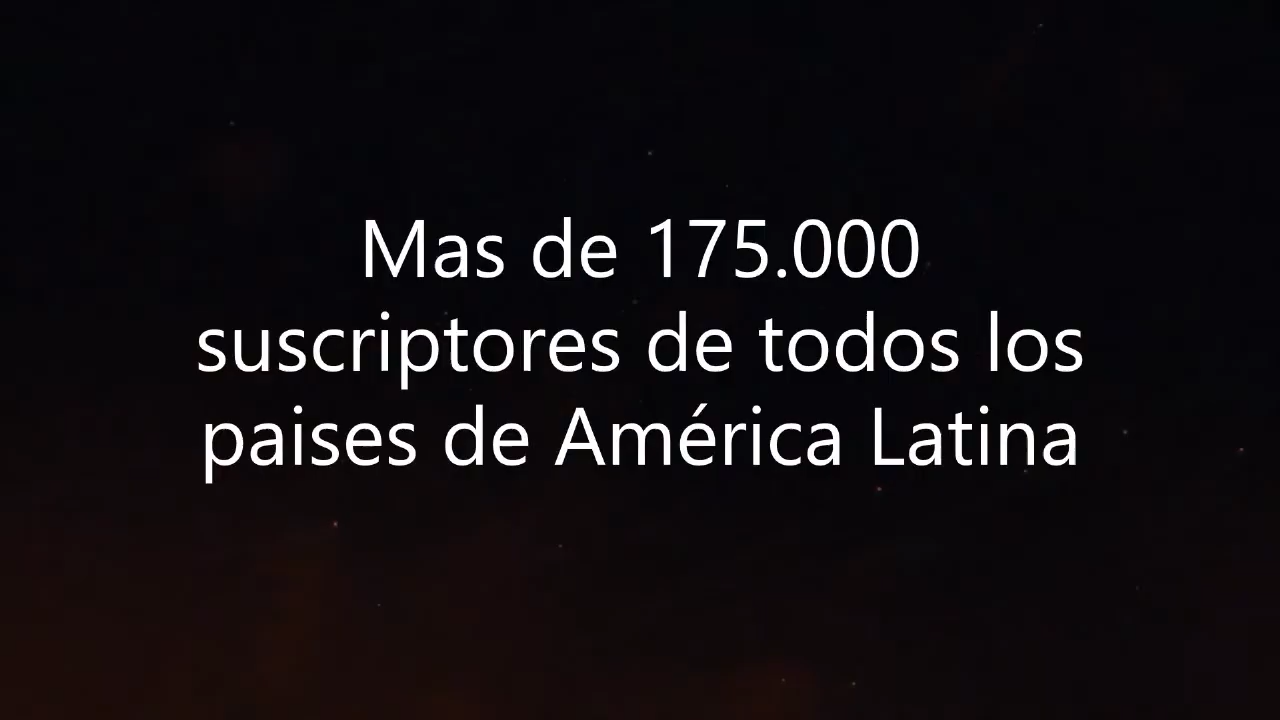 Mas de 175.000
suscriptores de todos los
paises de América Latina